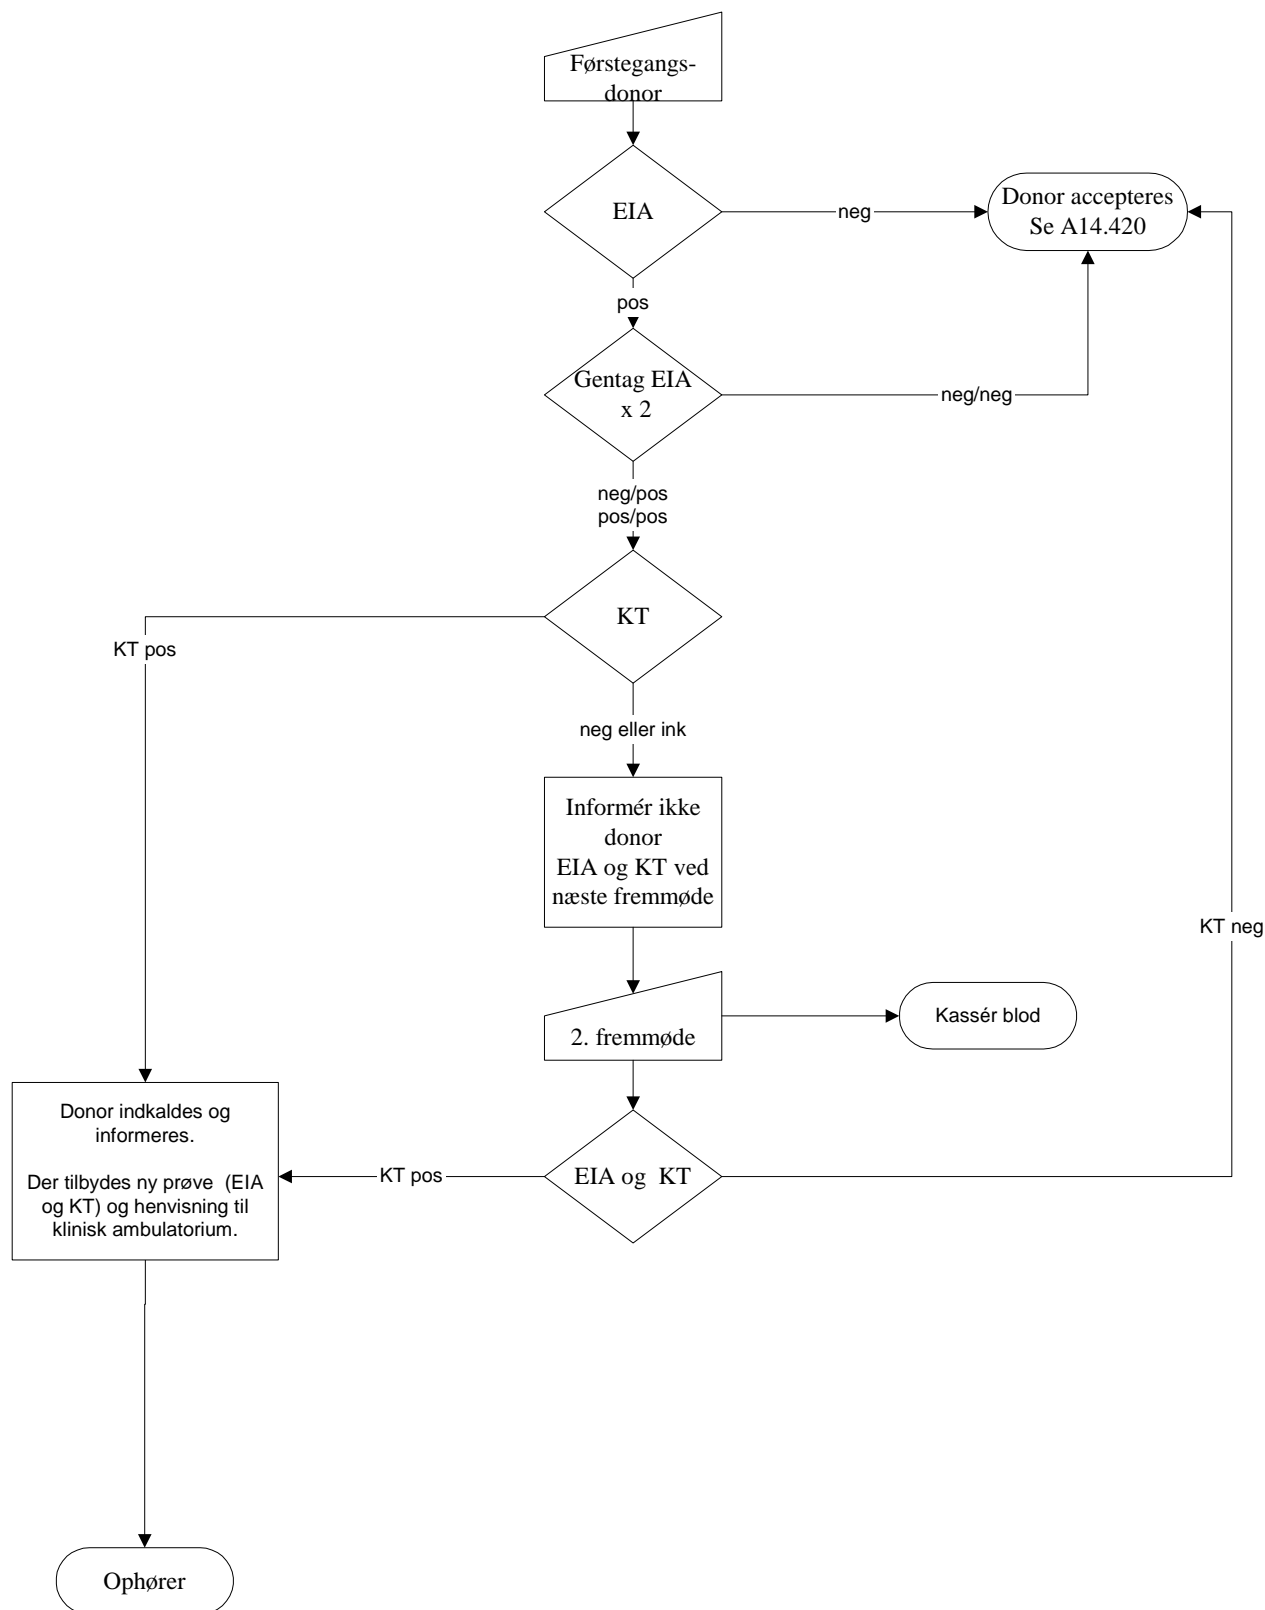 Førstegangs-
donor
EIA
neg
Donor accepteres
Se A14.420
pos
Gentag EIA
x 2
neg/neg
neg/pos
pos/pos
KT
KT pos
neg eller ink
Informér ikke
donor
EIA og KT ved
næste fremmøde
KT neg
2. fremmøde
Kassér blod
Donor indkaldes og
informeres.
Der tilbydes ny prøve (EIA
og KT) og henvisning til
klinisk ambulatorium.
KT pos
EIA og KT
Ophører